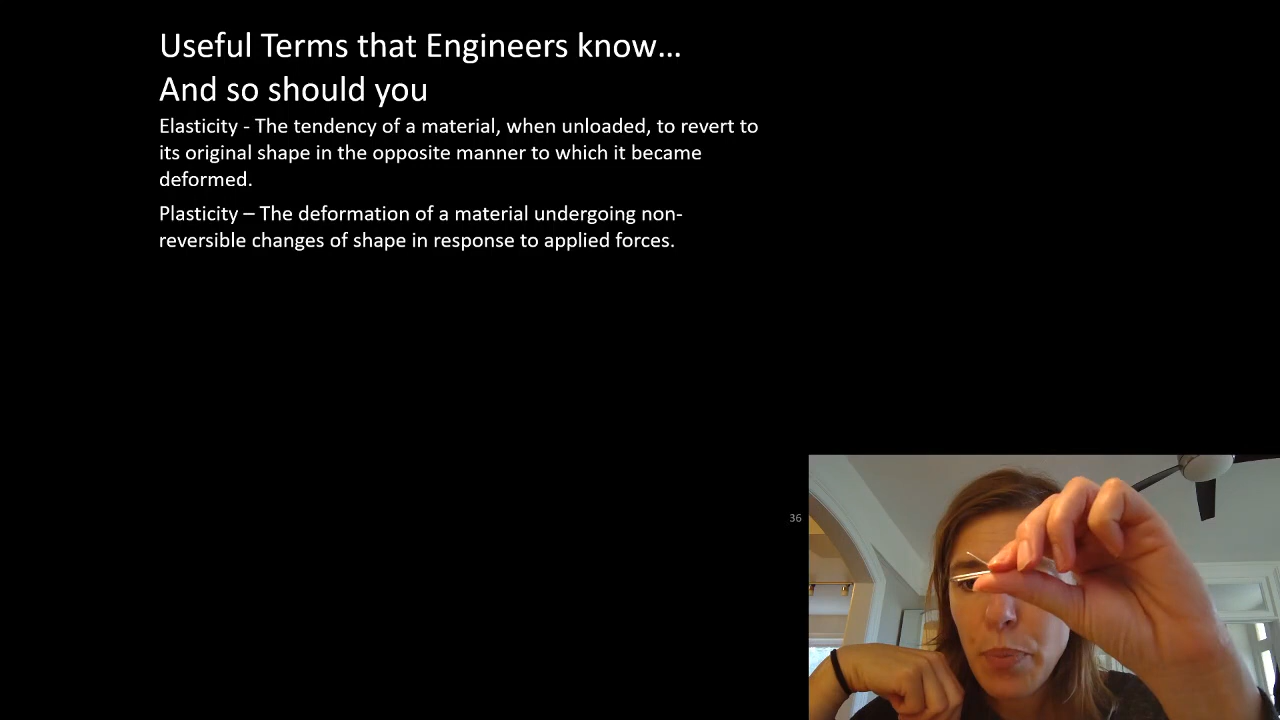 Useful Terms that Engineers know…
And so should you
Elasticity - The tendency of a material, when unloaded, to revert to
its original shape in the opposite manner to which it became
deformed.
Plasticity – The deformation of a material undergoing non-
reversible changes of shape in response to applied forces.
36